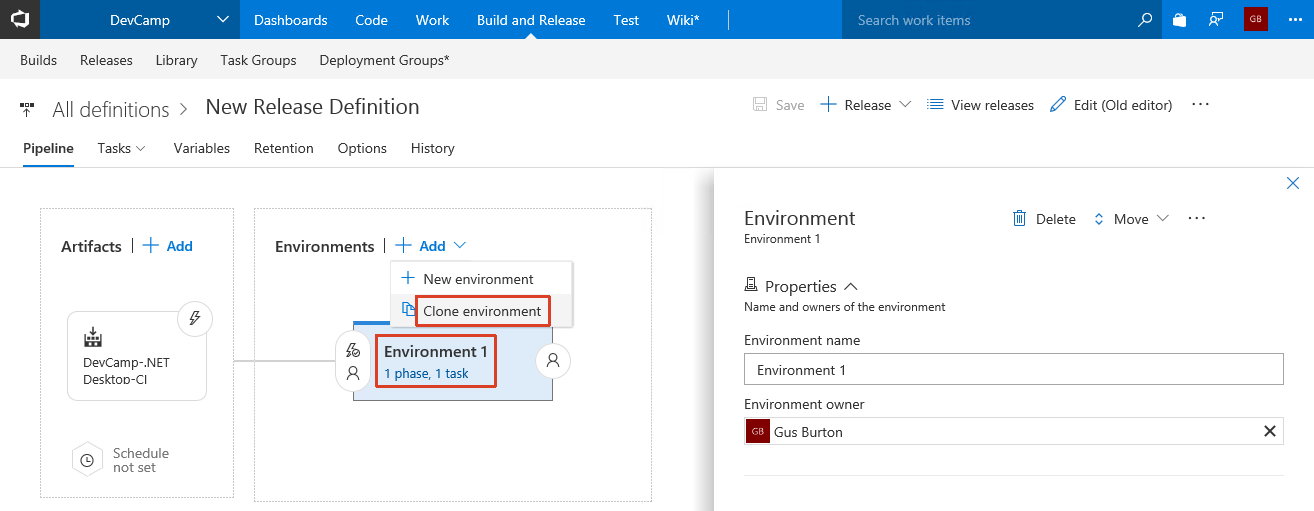 DevCamp Dashboards Code Work Build and Release Test Wiki* Search work items GB
Builds Releases Library Task Groups Deployment Groups*
All definitions > New Release Definition Save Release View releases Edit (Old editor) ...
Pipeline Tasks Variables Retention Options History
Artifacts | + Add
Environments | + Add
New environment
Clone environment
DevCamp-.NET
Desktop-CI
Environment 1
1 phase, 1 task
Schedule
not set
Environment Delete Move ...
Environment 1
Properties
Name and owners of the environment
Environment name
Environment 1
Environment owner
GB Gus Burton